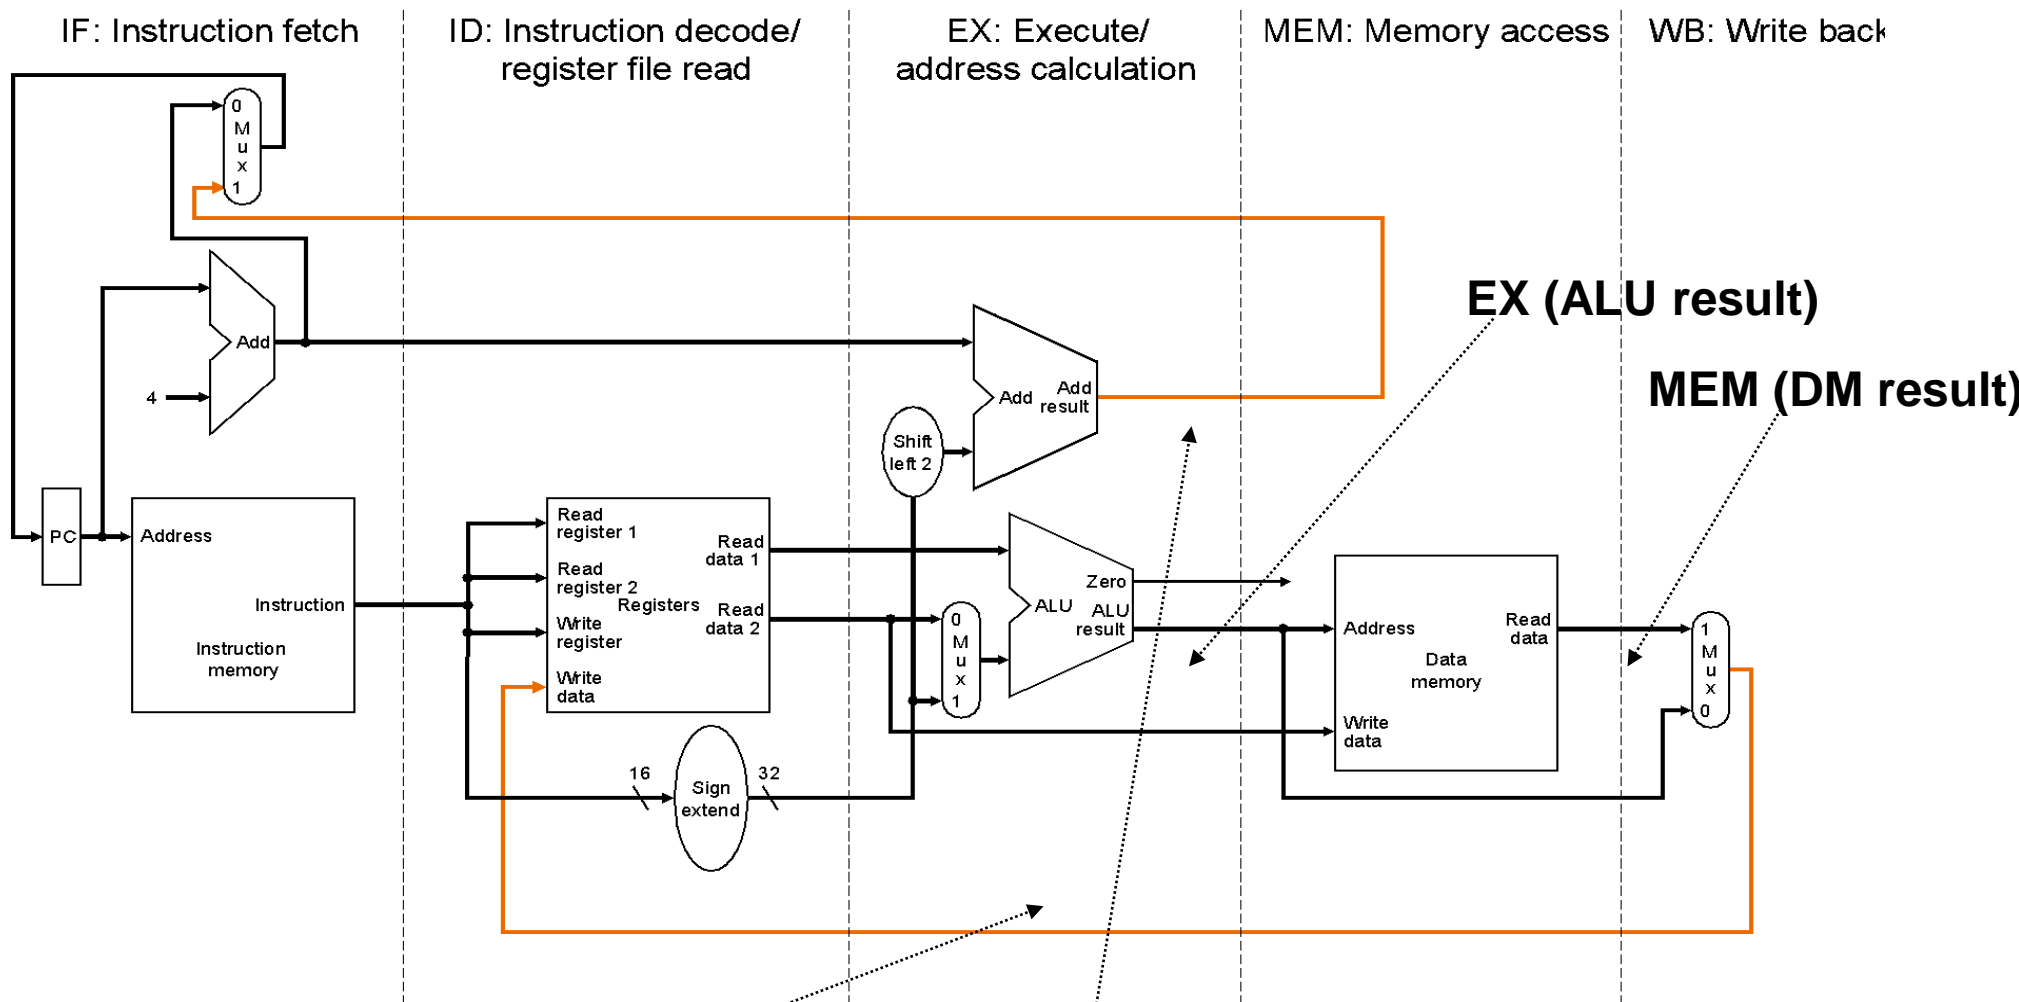 IF: Instruction fetch
ID: Instruction decode/
register file read
EX: Execute/
address calculation
MEM: Memory access
WB: Write back
0
M
u
x
1
Add
4
EX (ALU result)
MEM (DM result)
Add
Add
result
Shift
left 2
PC
Address
Instruction
Instruction
memory
Read
register 1
Read
register 2
Write
register
Write
data
Registers
Read
data 1
Read
data 2
16
Sign
extend
32
0
M
u
x
1
Zero
ALU
ALU
result
Address
Read
data
Data
memory
Write
data
1
M
u
x
0